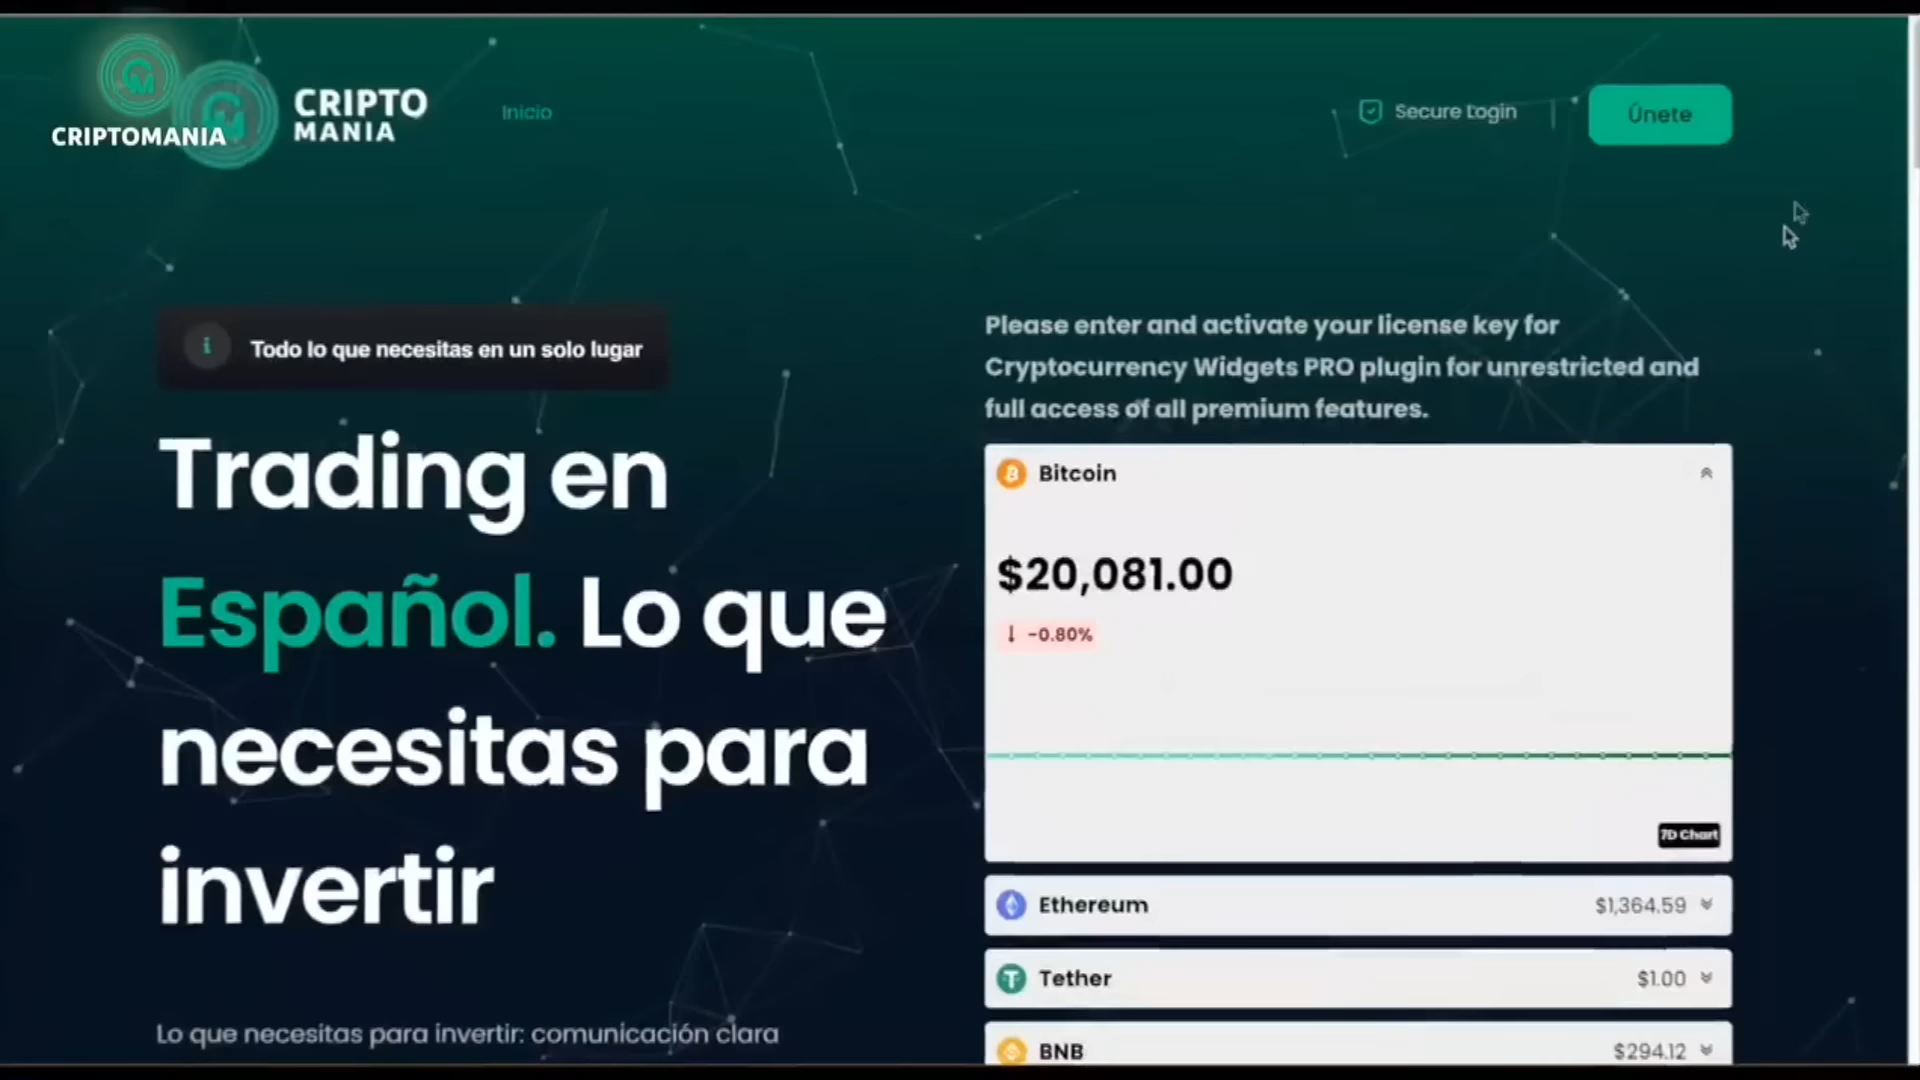 CRIPTOMANIA
CRIPTO
MANIA
Inicio
Secure Login
Únete
Todo lo que necesitas en un solo lugar
Trading en
Español. Lo que
necesitas para
invertir
Lo que necesitas para invertir: comunicación clara
Please enter and activate your license key for
Cryptocurrency Widgets PRO plugin for unrestricted and
full access of all premium features.
Bitcoin
$20,081.00
↓ -0.80%
7D Chart
Ethereum $1,364.59
Tether $1.00
BNB $294.12